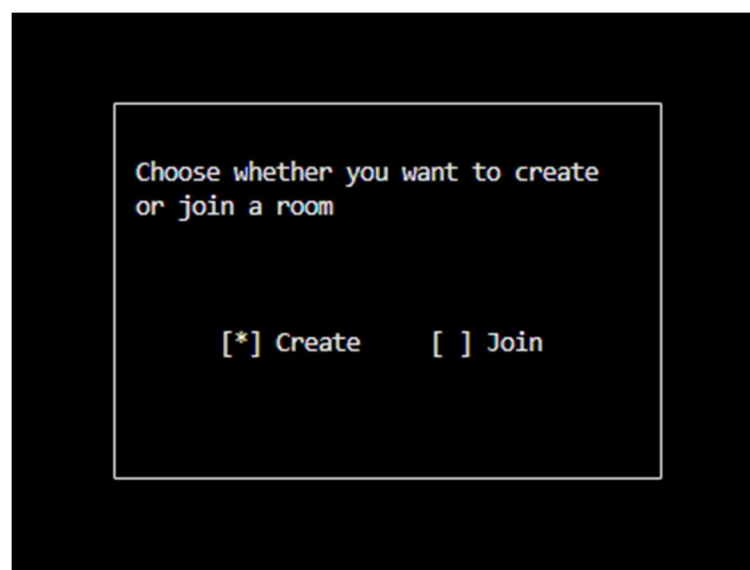 Choose whether you want to create
or join a room
[*] Create [ ] Join